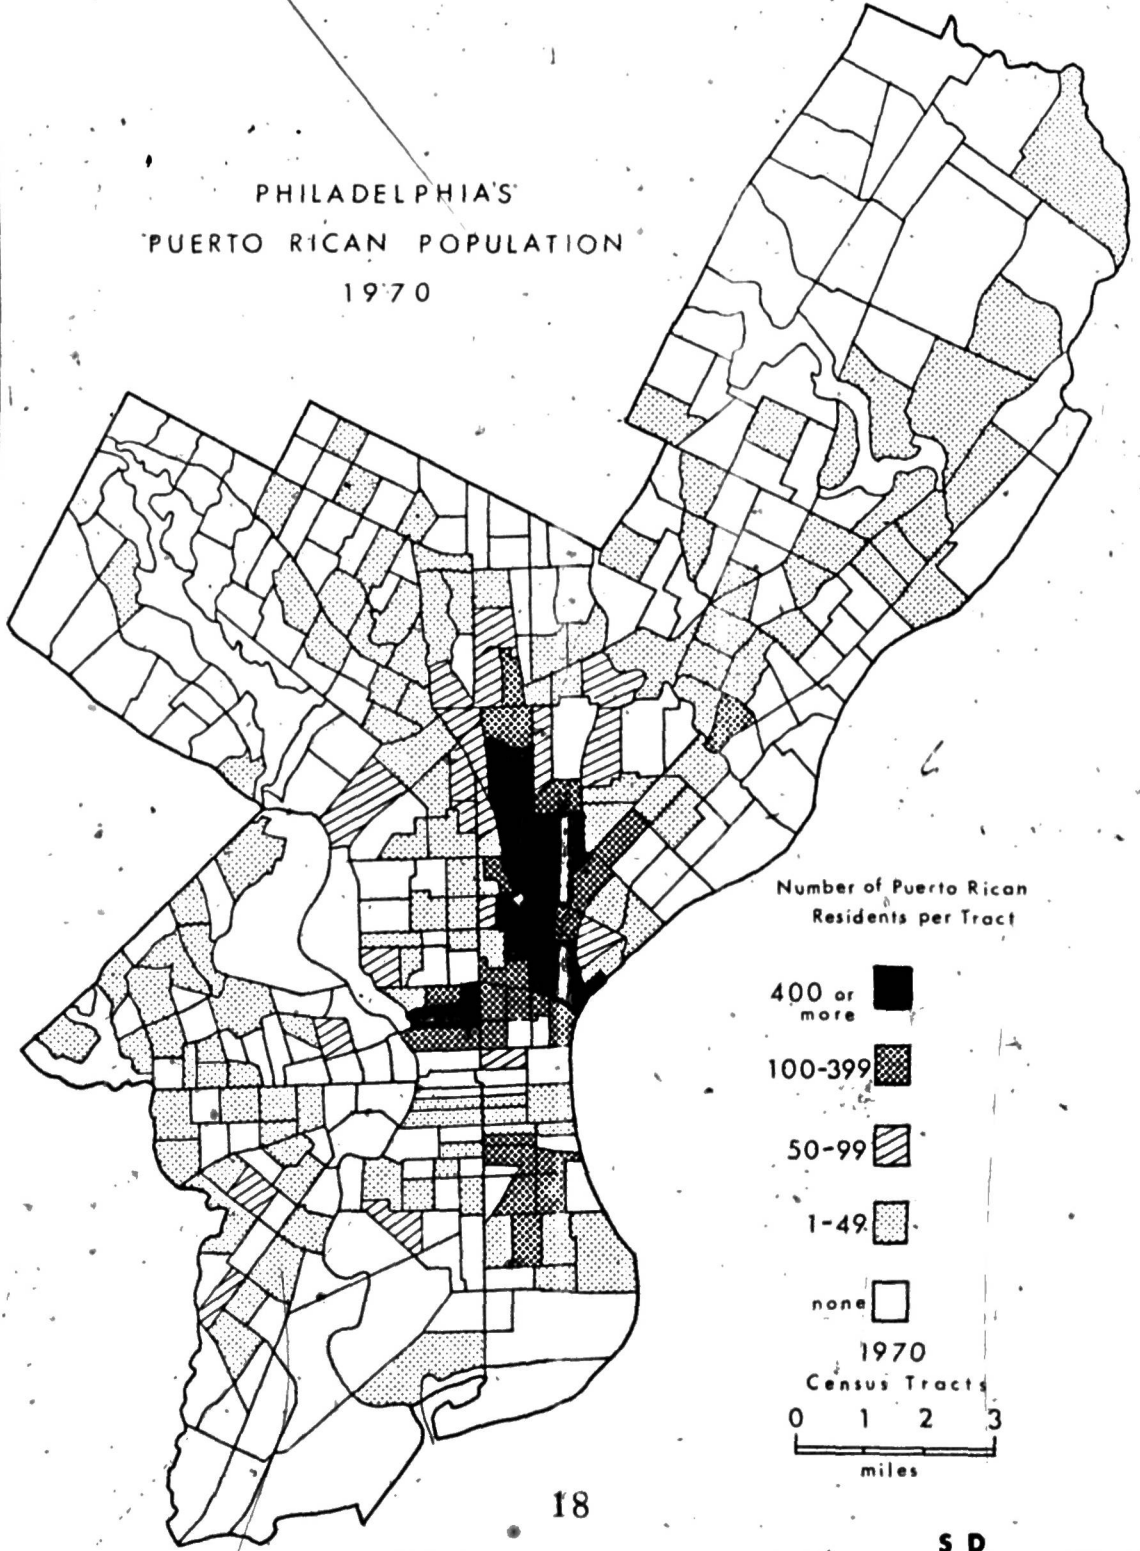 PHILADELPHIA'S
PUERTO RICAN POPULATION
1970
Number of Puerto Rican
Residents per Tract
400 or
more
100-399
50-99
1-49
none
1970
Census Tracts
0 1 2 3
miles
18
S D